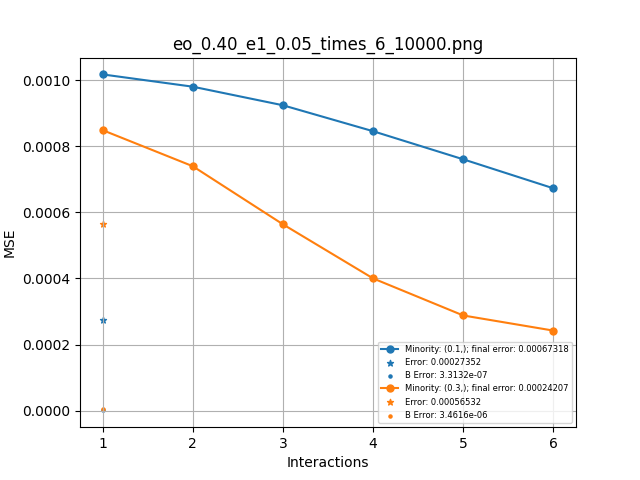 eo_0.40_e1_0.05_times_6_10000.png
0.0010
0.0008
0.0006
0.0004
0.0002
0.0000
MSE
1 2 3 4 5 6
Interactions
Minority: (0.1,); final error: 0.00067318
Error: 0.00027352
B Error: 3.3132e-07
Minority: (0.3,); final error: 0.00024207
Error: 0.00056532
B Error: 3.4616e-06